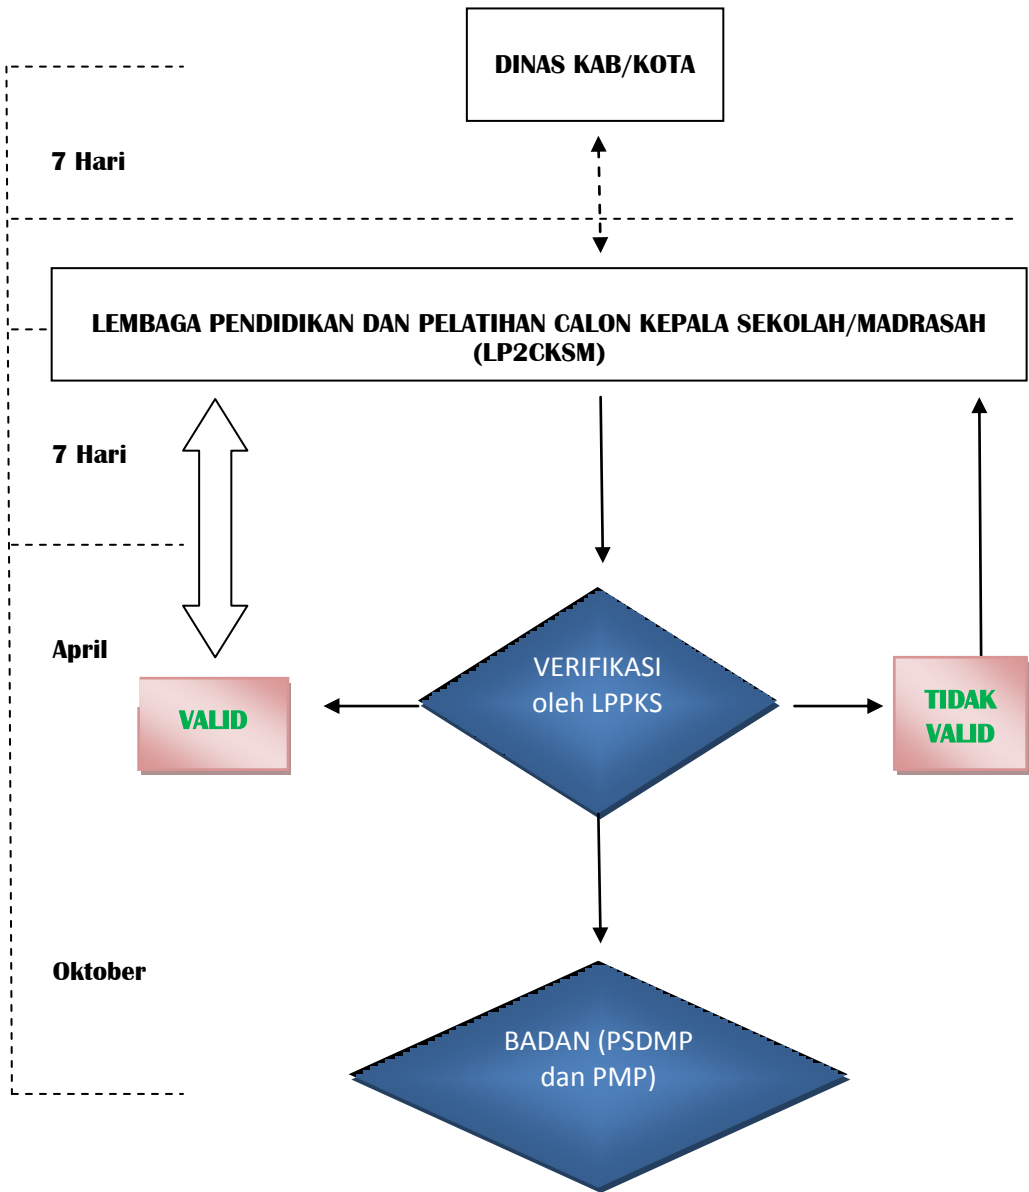 DINAS KAB/KOTA
7 Hari
LEMBAGA PENDIDIKAN DAN PELATIHAN CALON KEPALA SEKOLAH/MADRASAH
(LP2CKSM)
7 Hari
April
VERIFIKASI
oleh LPPKS
VALID
TIDAK
VALID
Oktober
BADAN (PSDMP
dan PMP)